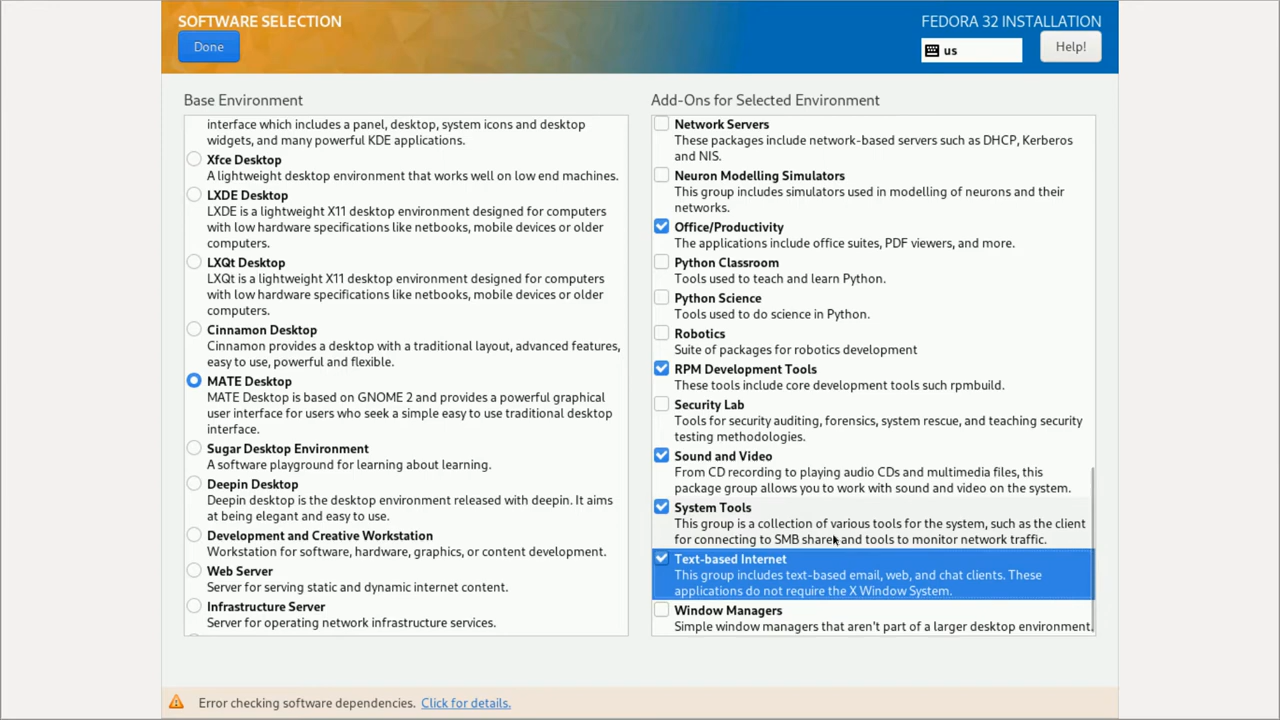 SOFTWARE SELECTION
FEDORA 32 INSTALLATION
Done
us
Help!
Base Environment
interface which includes a panel, desktop, system icons and desktop
widgets, and many powerful KDE applications.
Xfce Desktop
A lightweight desktop environment that works well on low end machines.
LXDE Desktop
LXDE is a lightweight X11 desktop environment designed for computers
with low hardware specifications like netbooks, mobile devices or older
computers.
LXQt Desktop
LXQt is a lightweight X11 desktop environment designed for computers
with low hardware specifications like netbooks, mobile devices or older
computers.
Cinnamon Desktop
Cinnamon provides a desktop with a traditional layout, advanced features,
easy to use, powerful and flexible.
MATE Desktop
MATE Desktop is based on GNOME 2 and provides a powerful graphical
user interface for users who seek a simple easy to use traditional desktop
interface.
Sugar Desktop Environment
A software playground for learning about learning.
Deepin Desktop
Deepin desktop is the desktop environment released with deepin. It aims
at being elegant and easy to use.
Development and Creative Workstation
Workstation for software, hardware, graphics, or content development.
Web Server
Server for serving static and dynamic internet content.
Infrastructure Server
Server for operating network infrastructure services.
Add-Ons for Selected Environment
Network Servers
These packages include network-based servers such as DHCP, Kerberos
and NIS.
Neuron Modelling Simulators
This group includes simulators used in modelling of neurons and their
networks.
Office/Productivity
The applications include office suites, PDF viewers, and more.
Python Classroom
Tools used to teach and learn Python.
Python Science
Tools used to do science in Python.
Robotics
Suite of packages for robotics development
RPM Development Tools
These tools include core development tools such rpmbuild.
Security Lab
Tools for security auditing, forensics, system rescue, and teaching security
testing methodologies.
Sound and Video
From CD recording to playing audio CDs and multimedia files, this
package group allows you to work with sound and video on the system.
System Tools
This group is a collection of various tools for the system, such as the client
for connecting to SMB shares and tools to monitor network traffic.
Text-based Internet
This group includes text-based email, web, and chat clients. These
applications do not require the X Window System.
Window Managers
Simple window managers that aren't part of a larger desktop environment.
Error checking software dependencies. Click for details.